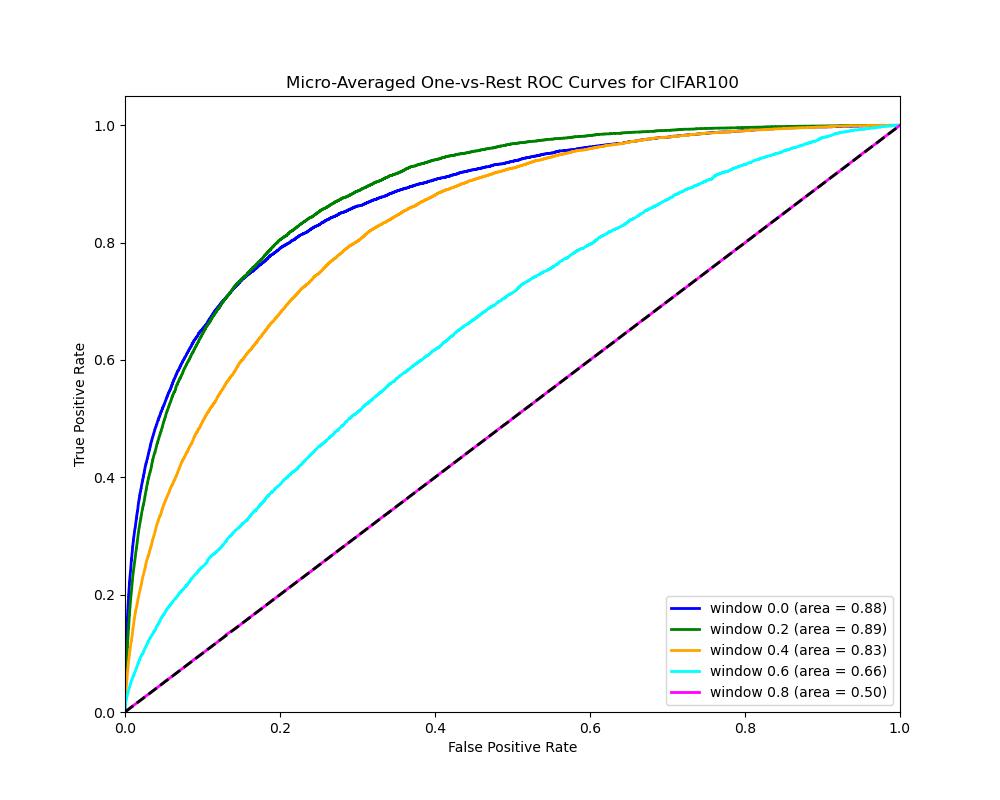 Micro-Averaged One-vs-Rest ROC Curves for CIFAR100
True Positive Rate
1.0
0.8
0.6
0.4
0.2
0.0
window 0.0 (area = 0.88)
window 0.2 (area = 0.89)
window 0.4 (area = 0.83)
window 0.6 (area = 0.66)
window 0.8 (area = 0.50)
0.0 0.2 0.4 0.6 0.8 1.0
False Positive Rate